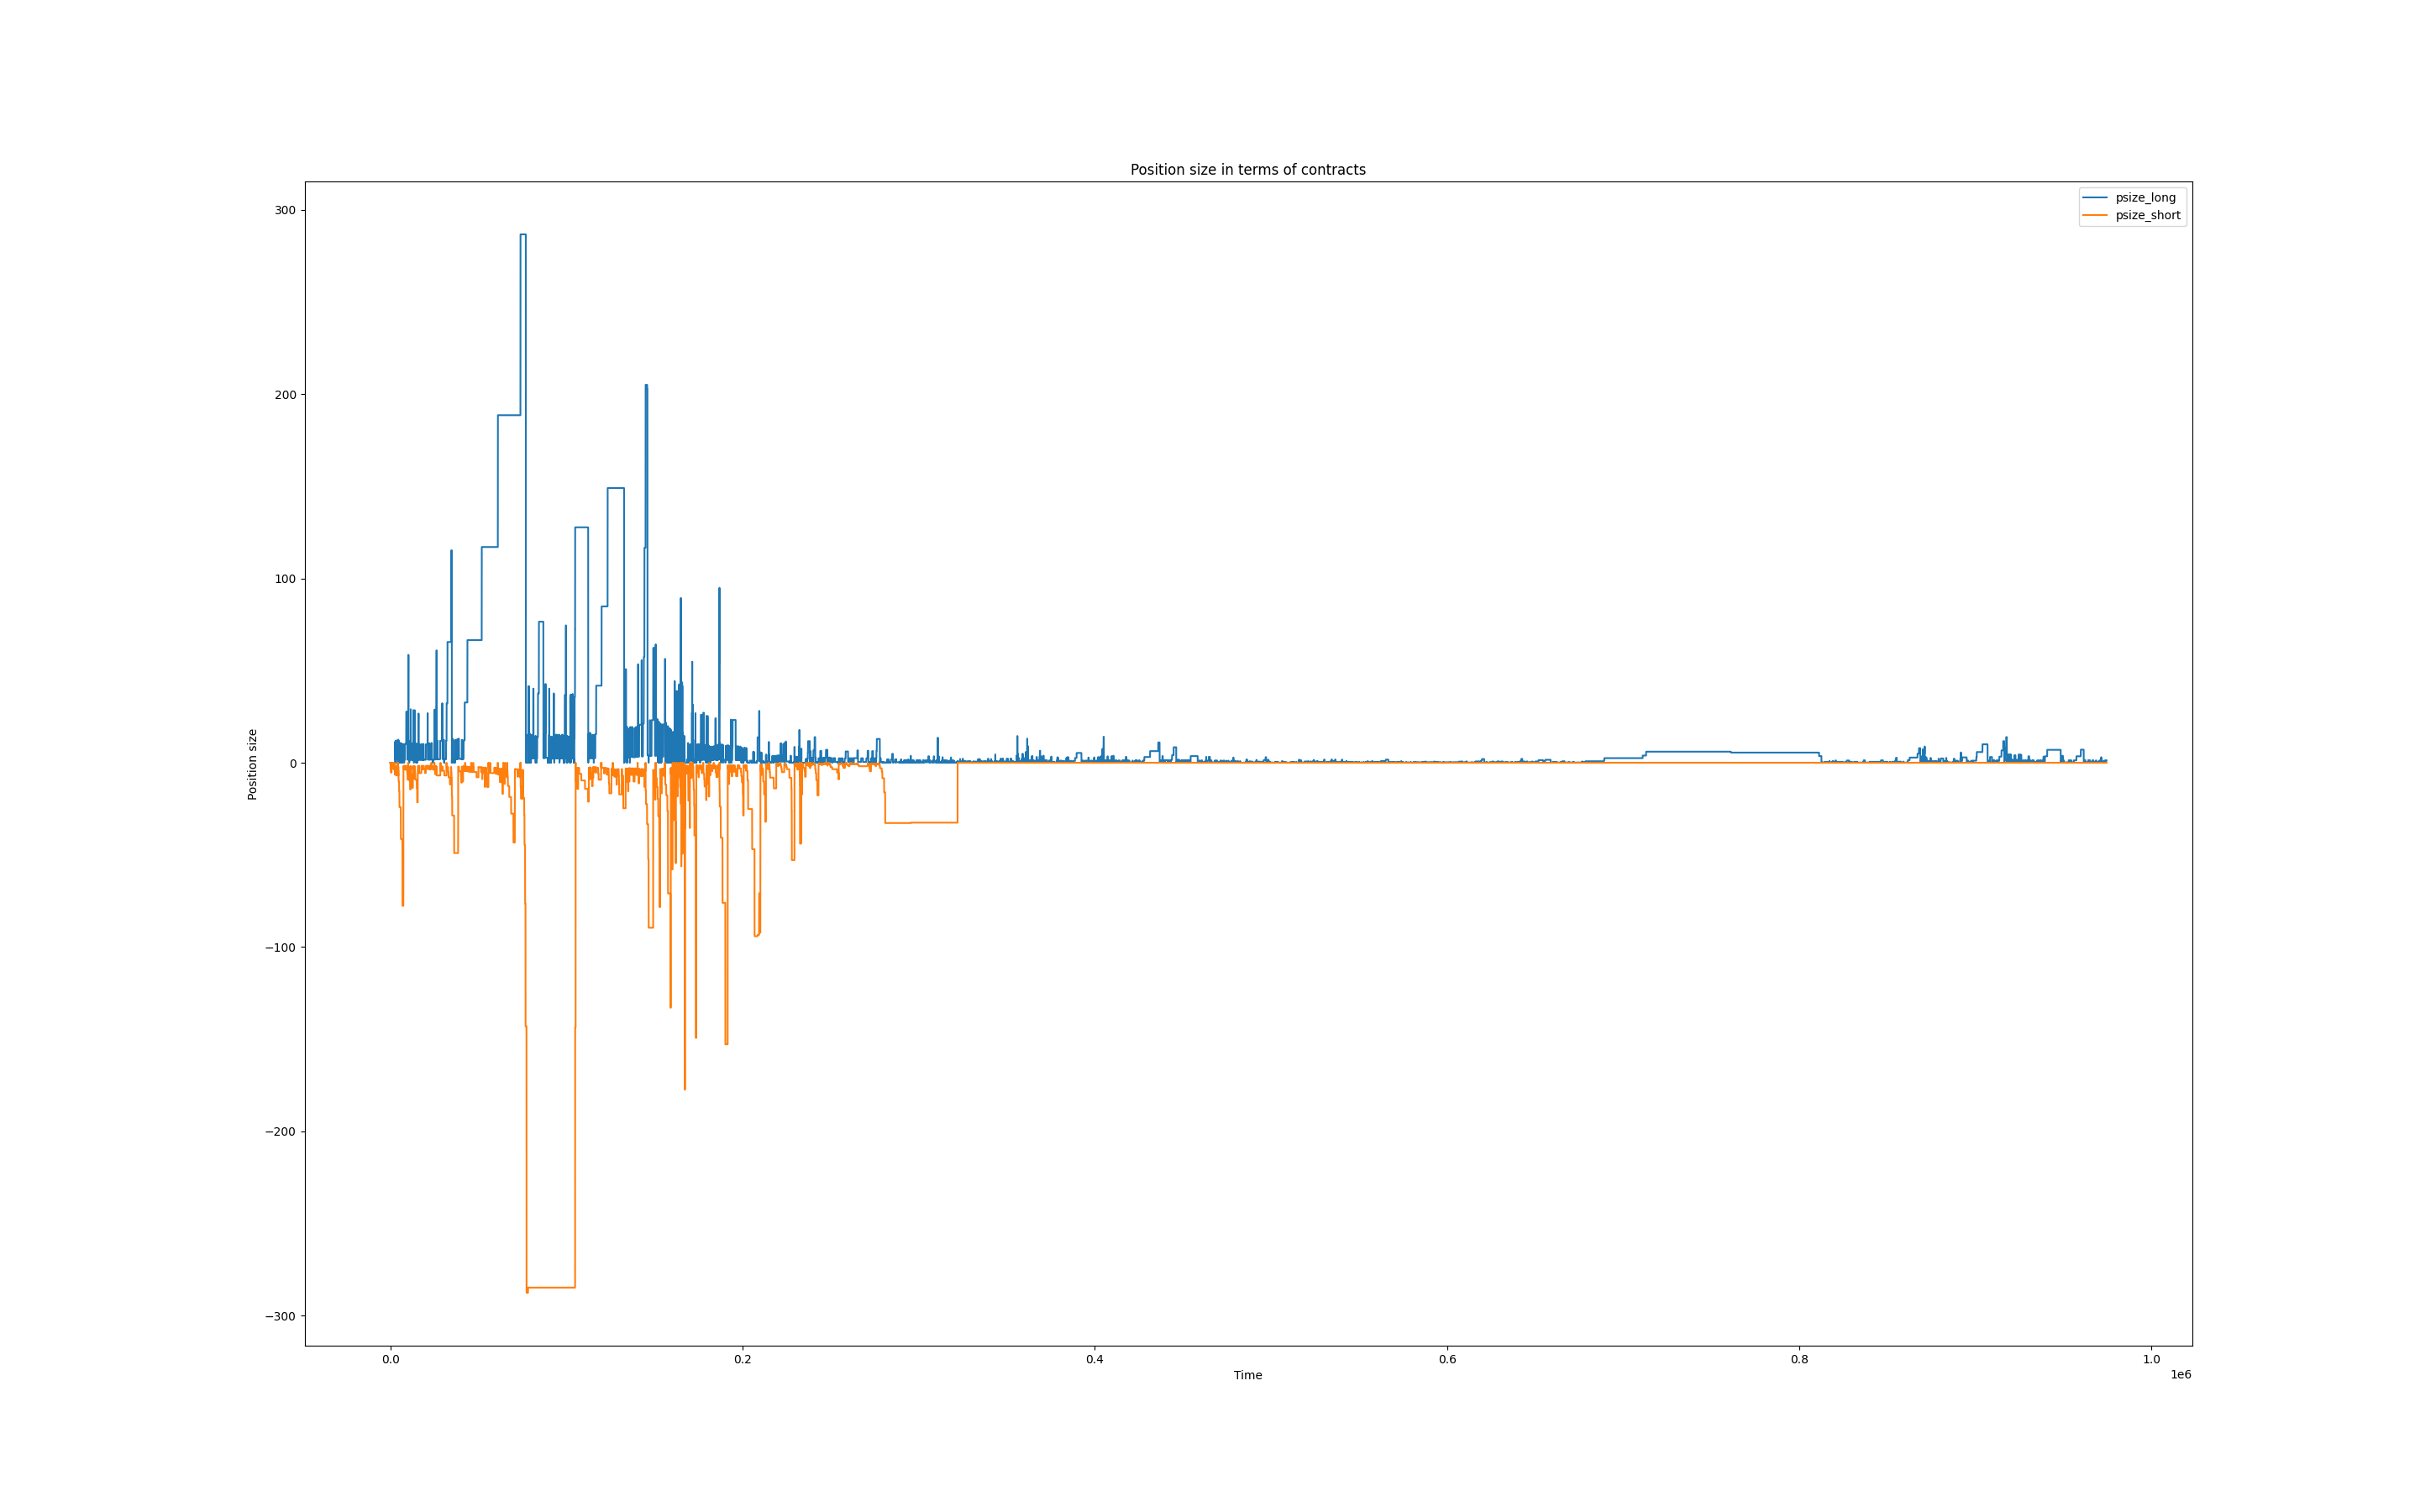 Position size in terms of contracts
psize_long
psize_short
300
200
100
0
−100
−200
−300
Position size
0.0
0.2
0.4
0.6
0.8
1.0
1e6
Time